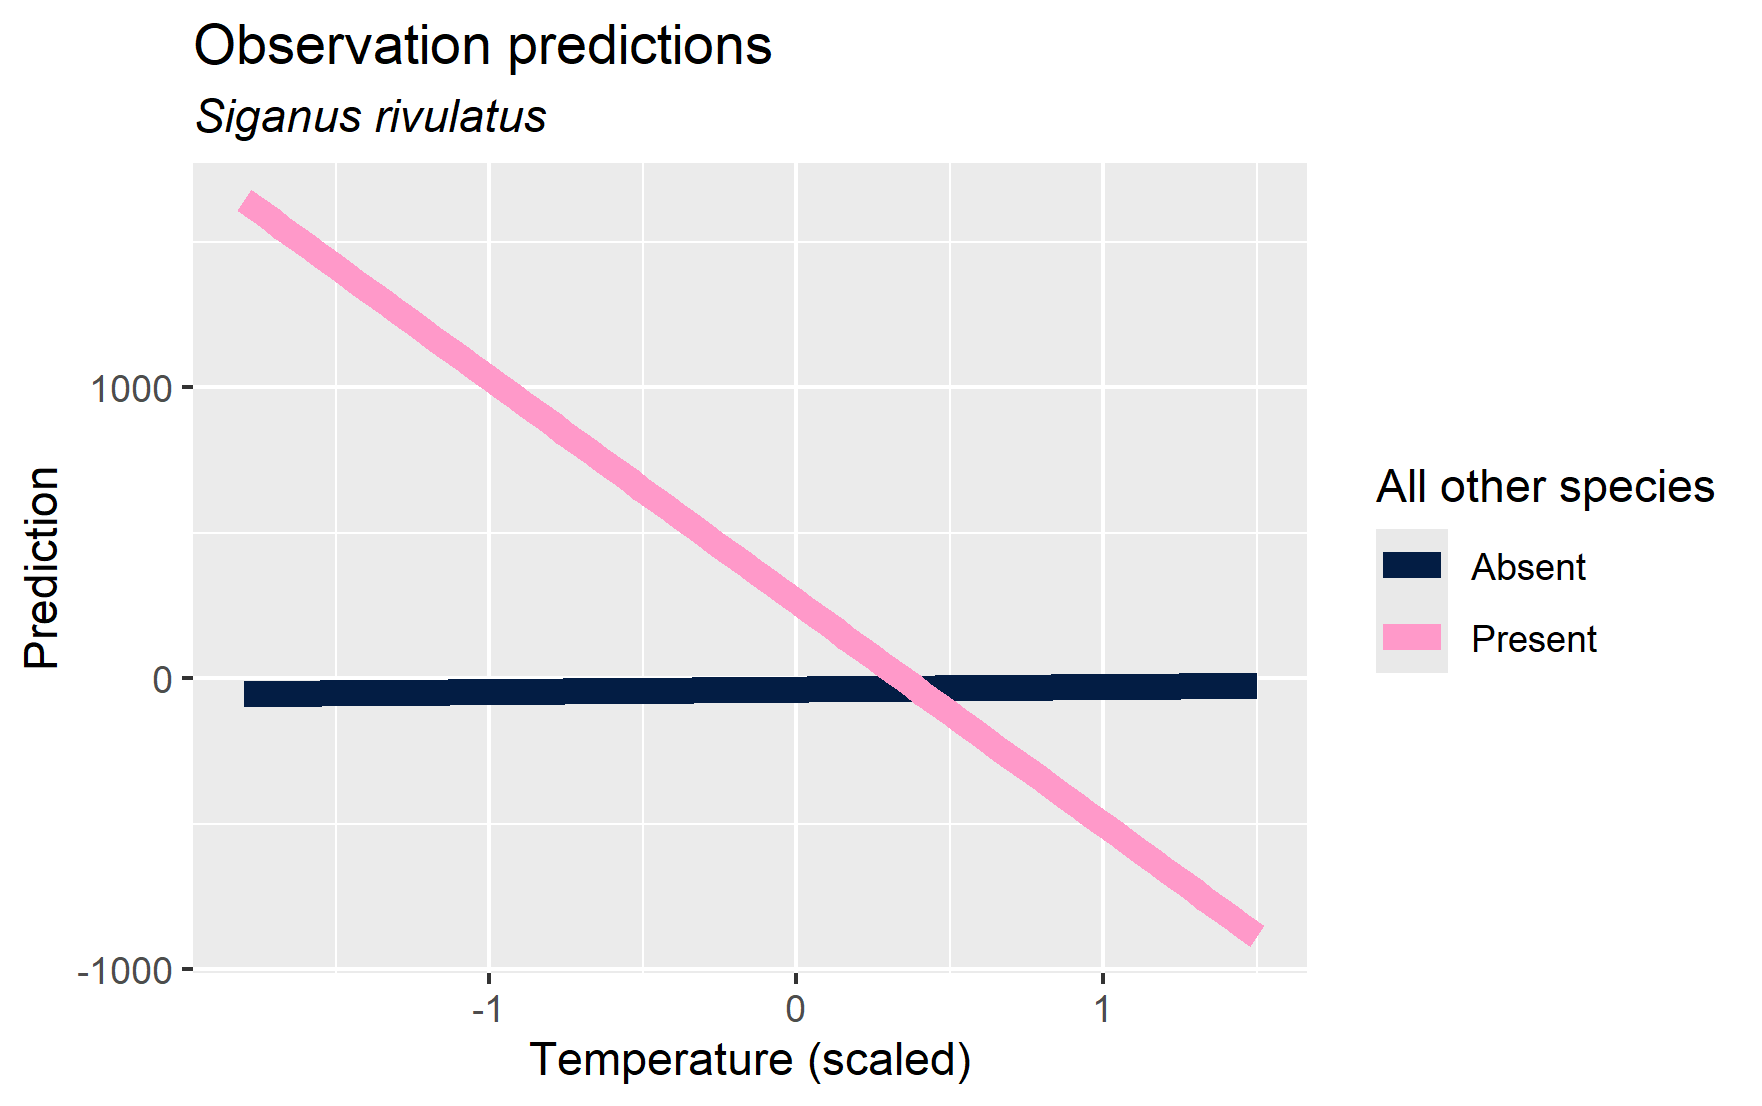 Observation predictions
Siganus rivulatus
Prediction
1000
0
-1000
-1
0
1
Temperature (scaled)
All other species
Absent
Present